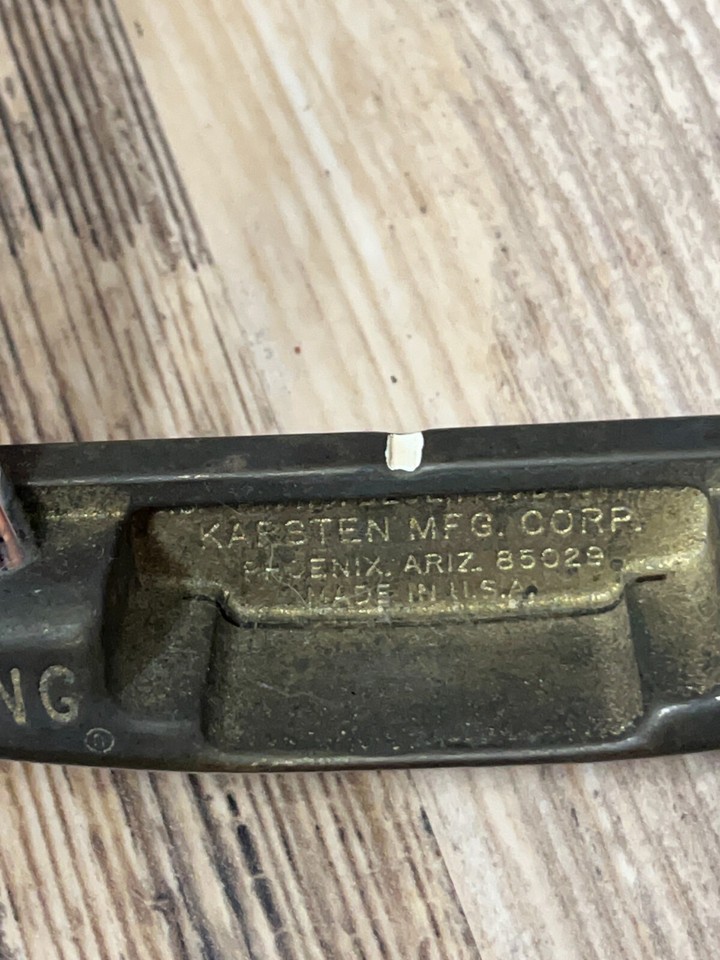 KARSTEN MFG. CORP.
PHOENIX, ARIZ. 85029
MADE IN U.S.A.
NG
®